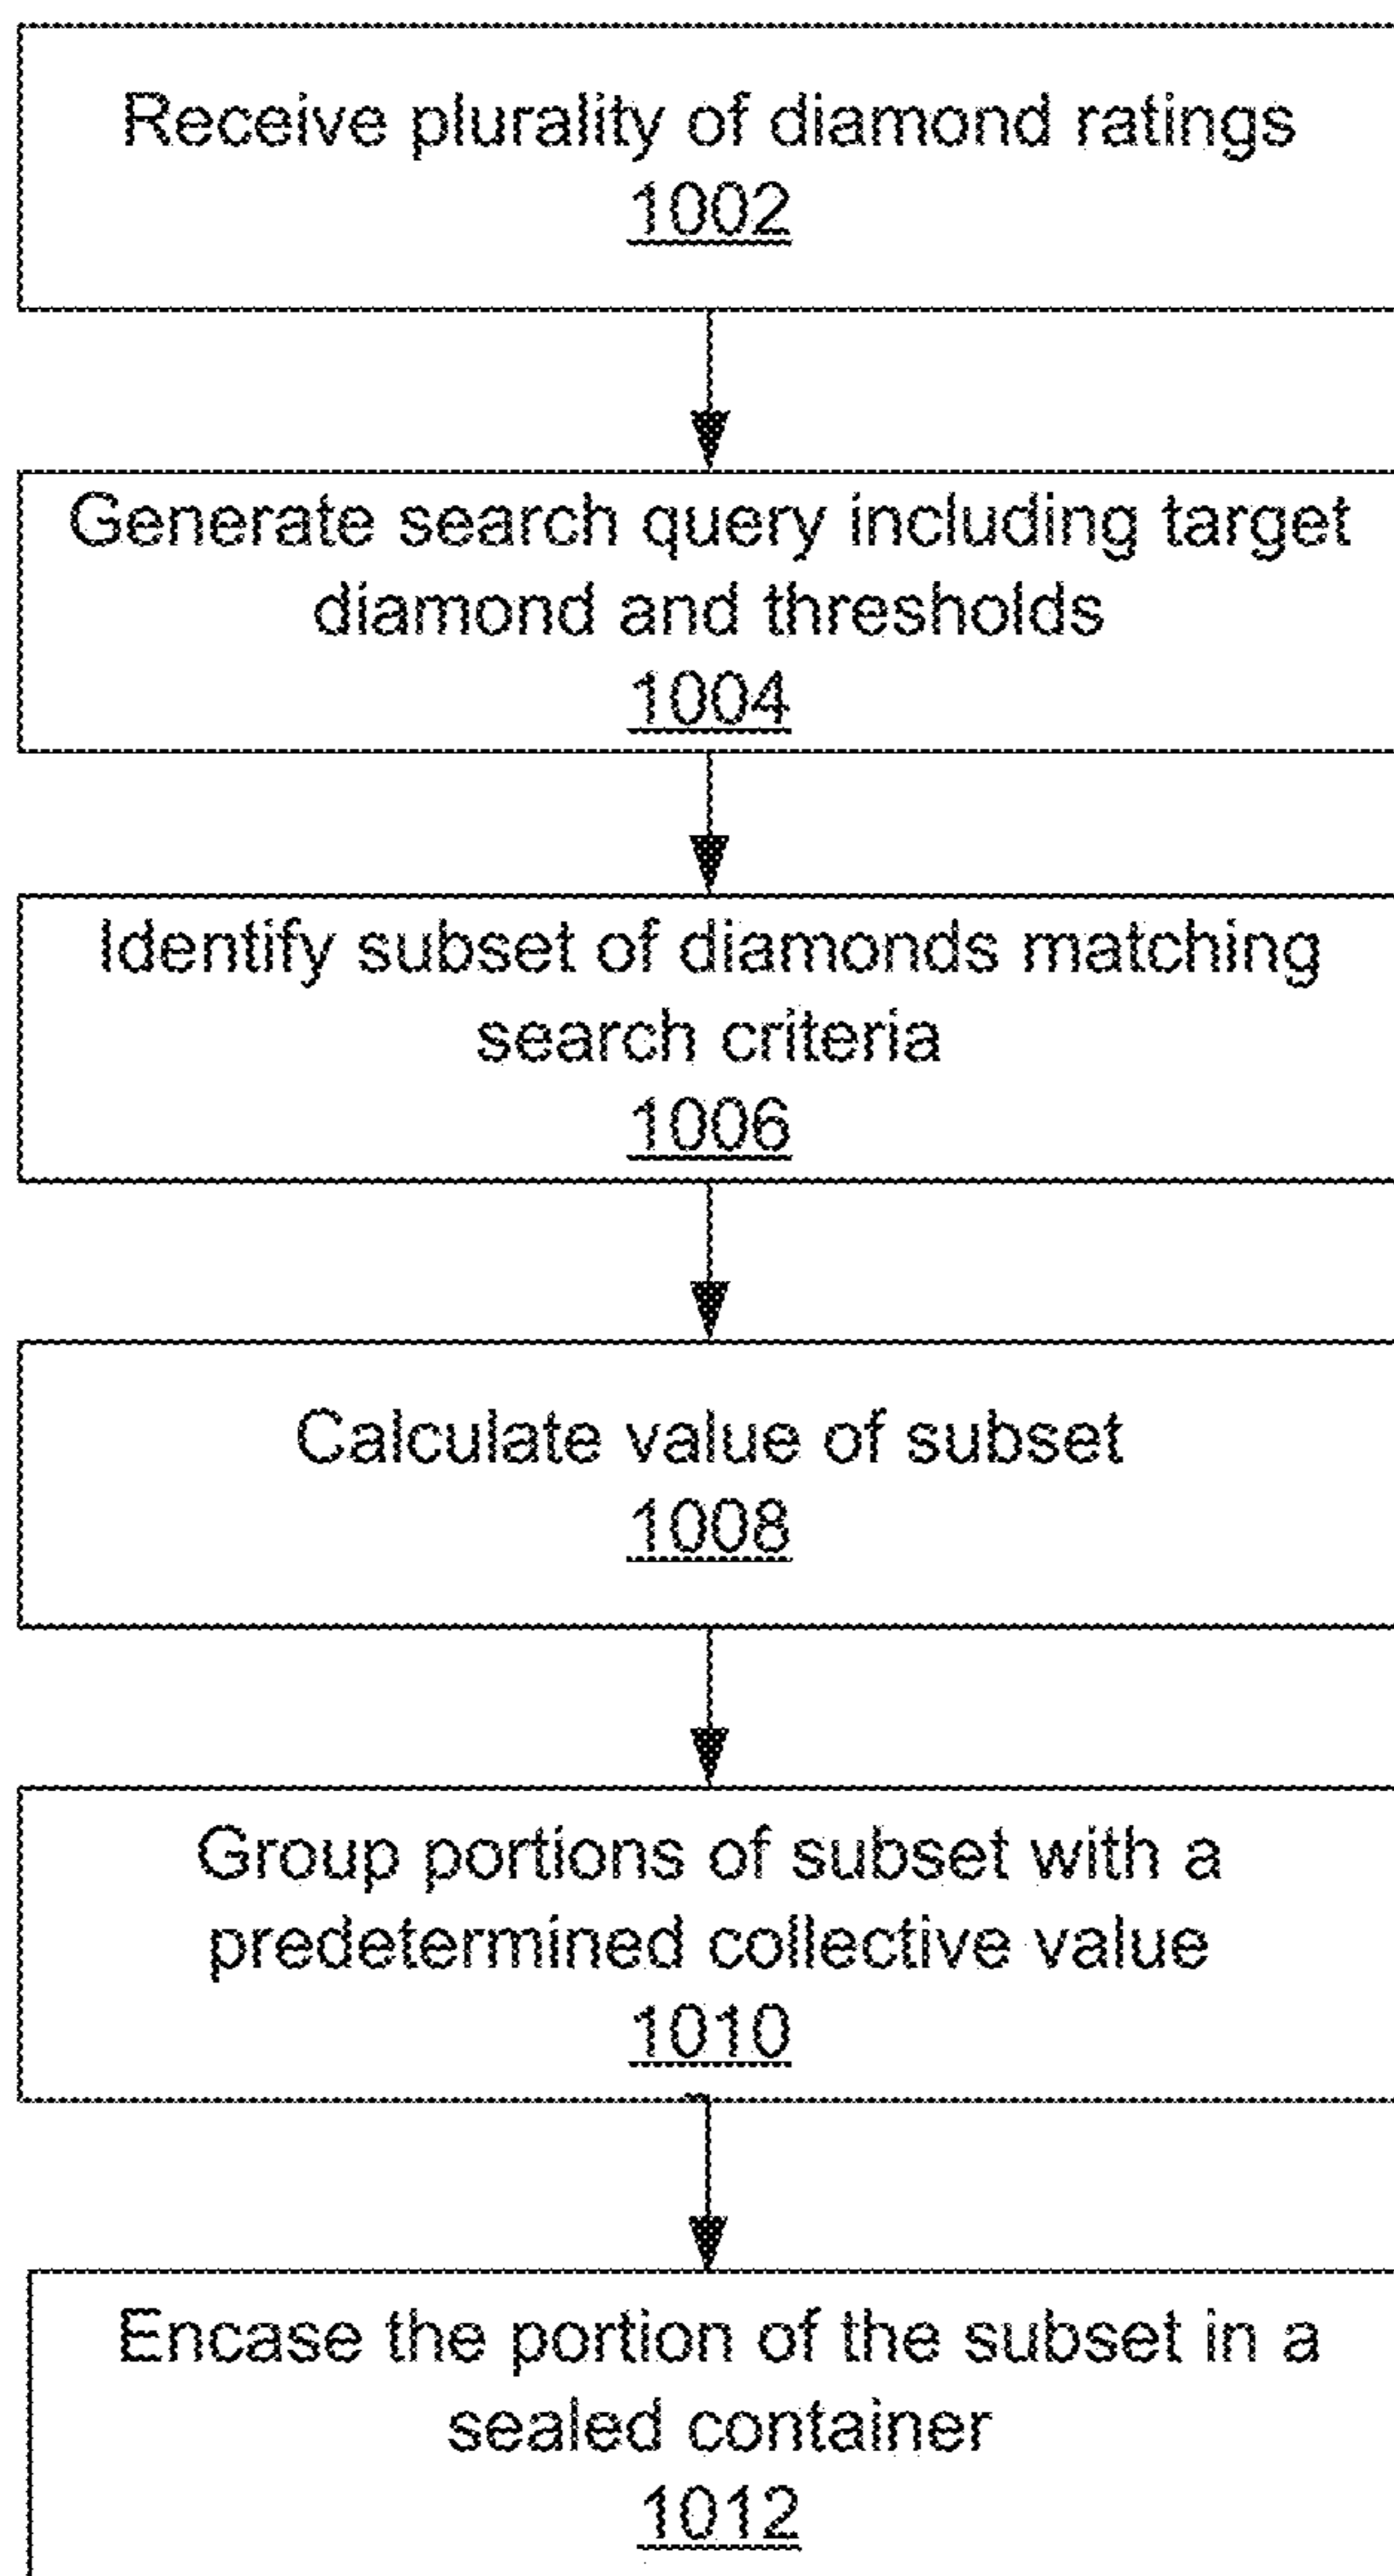 Receive plurality of diamond ratings
1002
Generate search query including target
diamond and thresholds
1004
Identify subset of diamonds matching
search criteria
1006
Calculate value of subset
1008
Group portions of subset with a
predetermined collective value
1010
Encase the portion of the subset in a
sealed container
1012